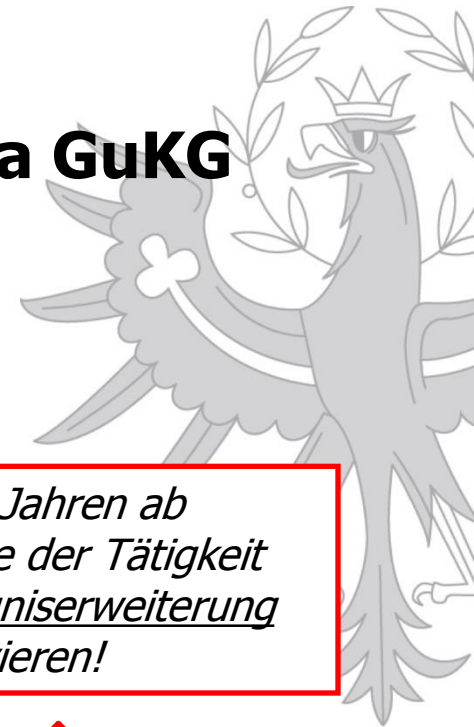 a GuKG
Jahren ab
e der Tätigkeit
niserweiterung
ieren!